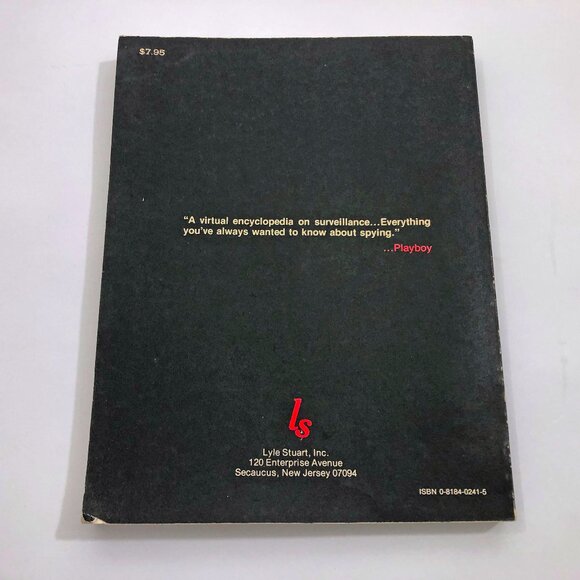 $7.95
"A virtual encyclopedia on surveillance...Everything
you've always wanted to know about spying."
...Playboy
ls
Lyle Stuart, Inc.
120 Enterprise Avenue
Secaucus, New Jersey 07094
ISBN 0-8184-0241-5